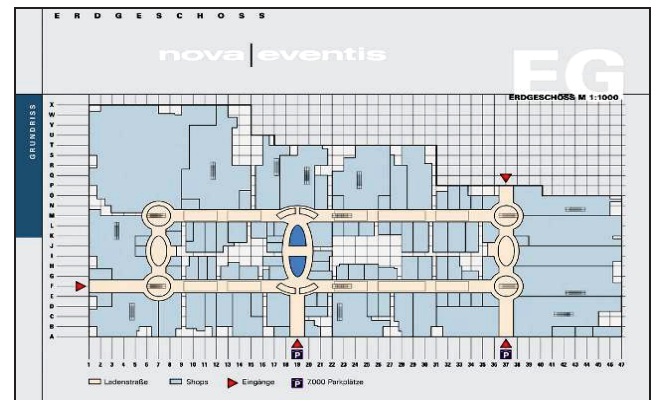 ERDGESCHOSS
nova eventis
EG
ERDGESCHOSS M 1:1000
GRUNDRISS
X
W
V
U
T
S
R
Q
P
O
N
M
L
K
J
I
H
G
F
E
D
C
B
A
P
P
1 2 3 4 5 6 7 8 9 10 11 12 13 14 15 16 17 18 19 20 21 22 23 24 25 26 27 28 29 30 31 32 33 34 35 36 37 38 39 40 41 42 43 44 45 46 47
Ladenstraße Shops Eingänge P 7.000 Parkplätze